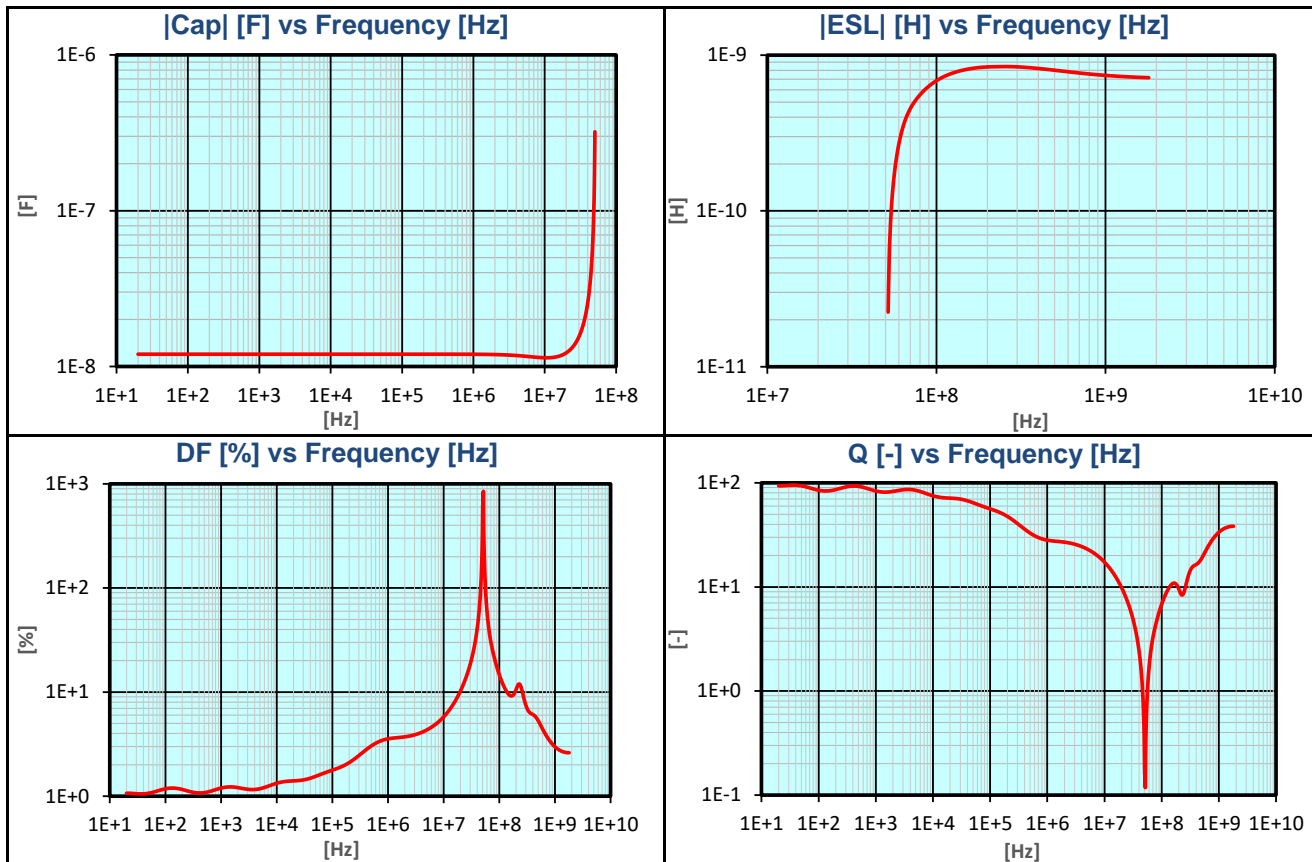 |Cap| [F] vs Frequency [Hz]
1E-6
1E-7
1E-8
[F]
1E+1 1E+2 1E+3 1E+4 1E+5 1E+6 1E+7 1E+8
[Hz]
|ESL| [H] vs Frequency [Hz]
1E-9
1E-10
1E-11
[H]
1E+7 1E+8 1E+9 1E+10
[Hz]
DF [%] vs Frequency [Hz]
1E+3
1E+2
1E+1
1E+0
[%]
1E+1 1E+2 1E+3 1E+4 1E+5 1E+6 1E+7 1E+8 1E+9 1E+10
[Hz]
Q [-] vs Frequency [Hz]
1E+2
1E+1
1E+0
1E-1
[-]
1E+1 1E+2 1E+3 1E+4 1E+5 1E+6 1E+7 1E+8 1E+9 1E+10
[Hz]